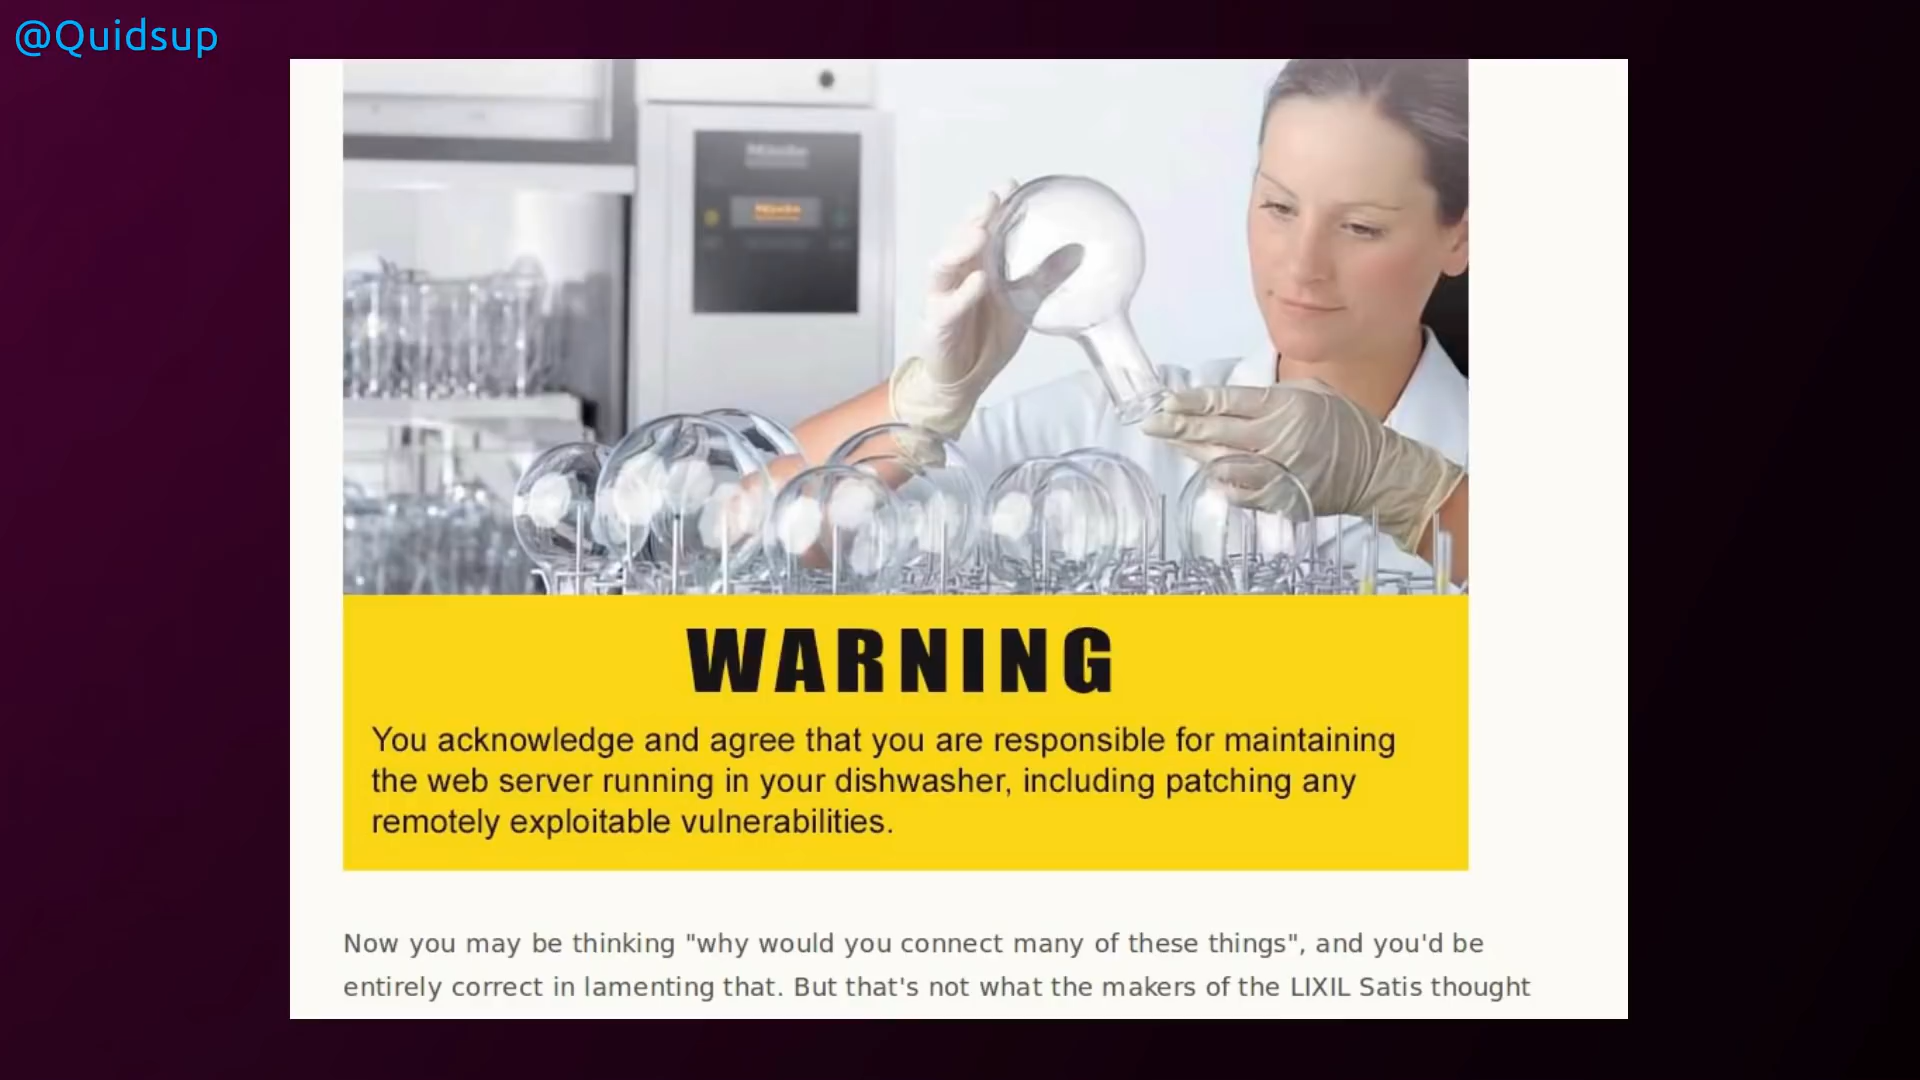 @Quidsup
WARNING
You acknowledge and agree that you are responsible for maintaining
the web server running in your dishwasher, including patching any
remotely exploitable vulnerabilities.
Now you may be thinking "why would you connect many of these things", and you'd be
entirely correct in lamenting that. But that's not what the makers of the LIXIL Satis thought